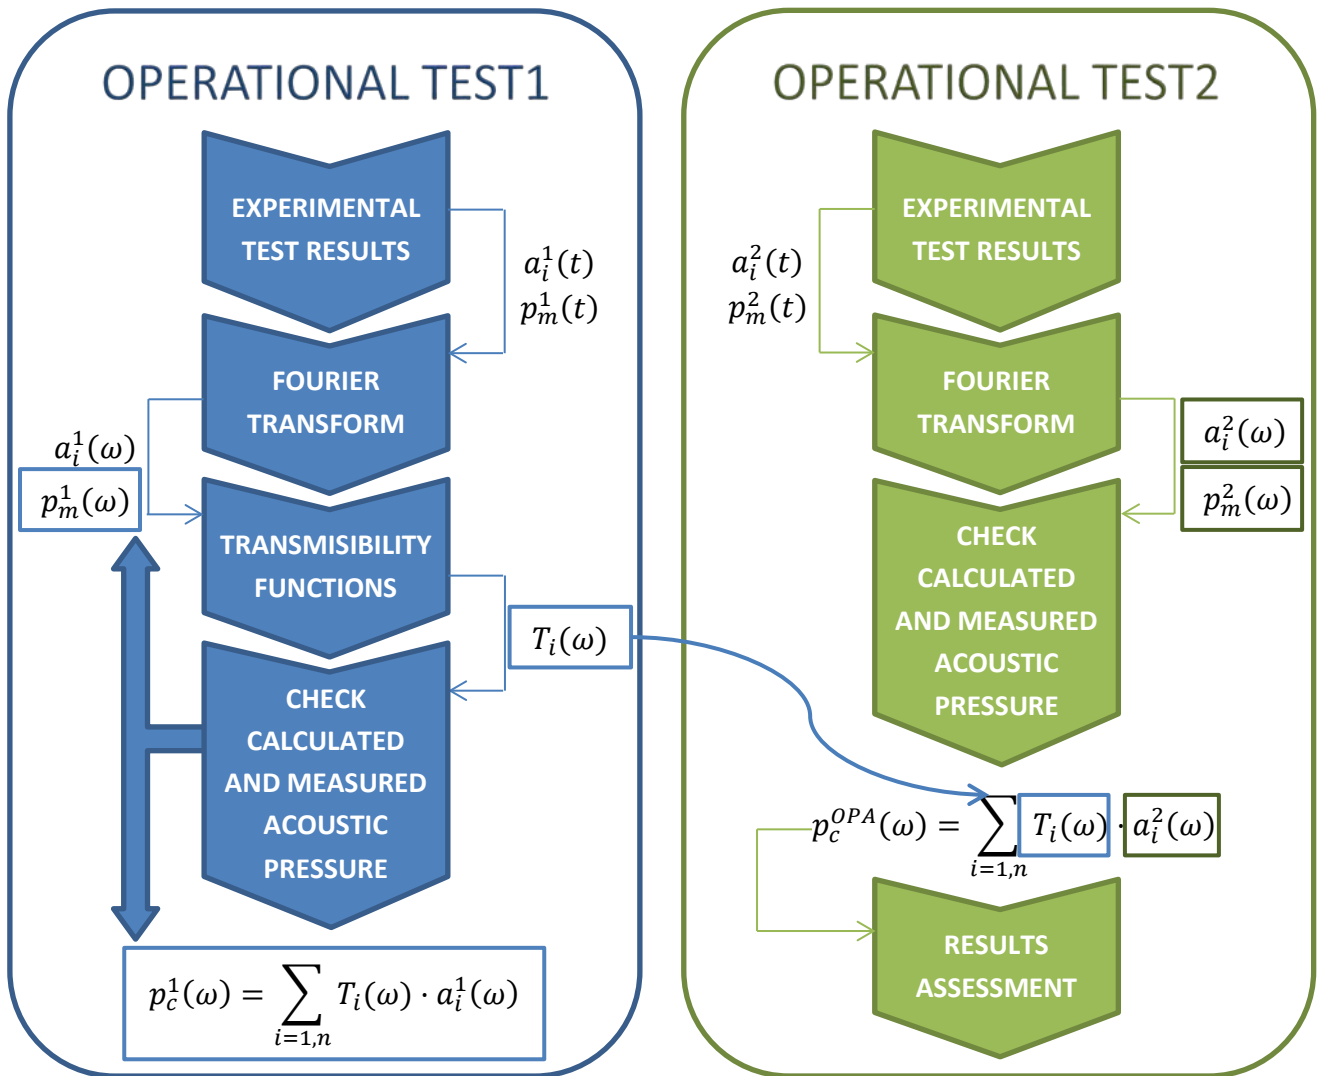 OPERATIONAL TEST1
EXPERIMENTAL
TEST RESULTS
a_i^1(t)
p_m^1(t)
FOURIER
TRANSFORM
a_i^1(ω)
p_m^1(ω)
TRANSMISIBILITY
FUNCTIONS
T_i(ω)
CHECK
CALCULATED
AND MEASURED
ACOUSTIC
PRESSURE
p_c^1(ω) = ∑_{i=1,n} T_i(ω) · a_i^1(ω)
OPERATIONAL TEST2
EXPERIMENTAL
TEST RESULTS
a_i^2(t)
p_m^2(t)
FOURIER
TRANSFORM
a_i^2(ω)
p_m^2(ω)
CHECK
CALCULATED
AND MEASURED
ACOUSTIC
PRESSURE
p_c^{OPA}(ω) = ∑_{i=1,n} T_i(ω) · a_i^2(ω)
RESULTS
ASSESSMENT